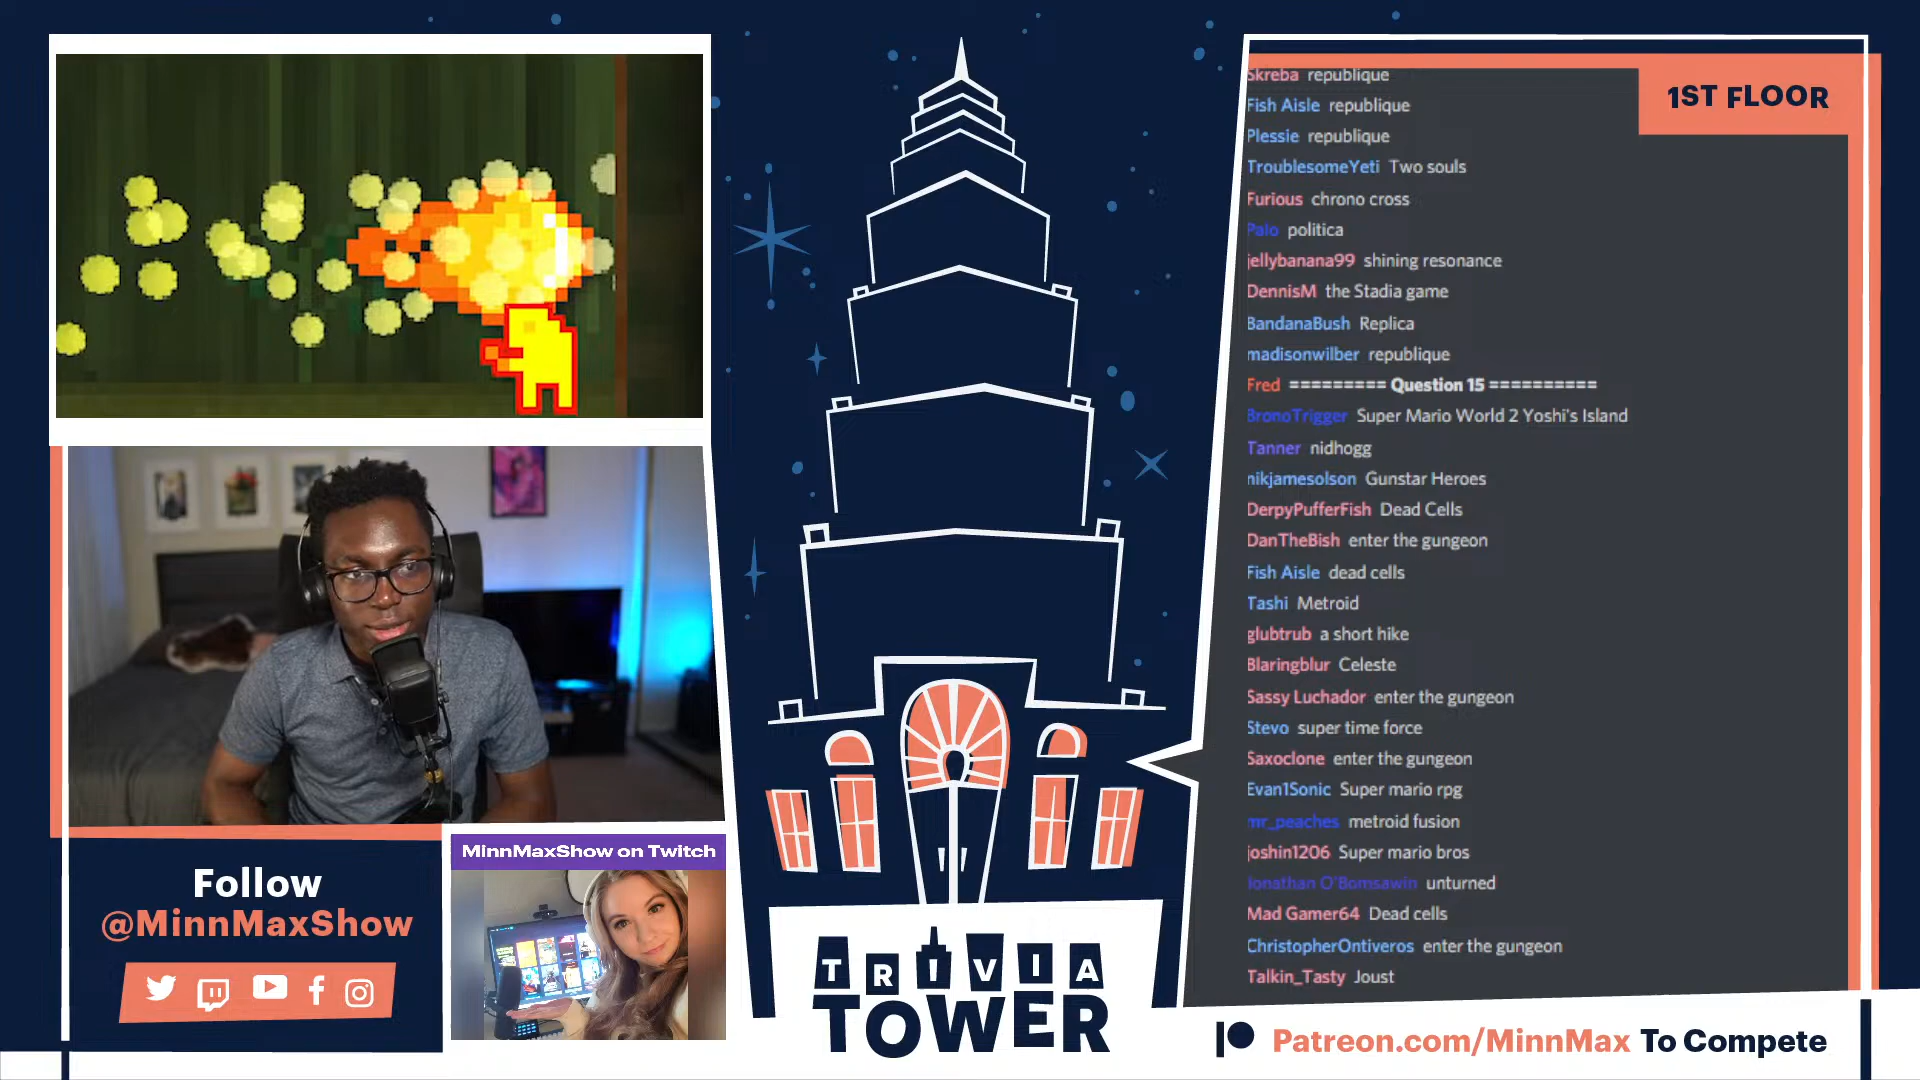 1ST FLOOR
Skreba republique
Fish Aisle republique
Plessie republique
TroublesomeYeti Two souls
Furious chrono cross
Palo politica
jellybanana99 shining resonance
DennisM the Stadia game
BandanaBush Replica
madisonwilber republique
Fred ========= Question 15 ==========
BronoTrigger Super Mario World 2 Yoshi's Island
Tanner nidhogg
nikjamesolson Gunstar Heroes
DerpyPufferFish Dead Cells
DanTheBish enter the gungeon
Fish Aisle dead cells
Tashi Metroid
glubtrub a short hike
Blaringblur Celeste
Sassy Luchador enter the gungeon
Stevo super time force
Saxoclone enter the gungeon
Evan1Sonic Super mario rpg
mr_peaches metroid fusion
joshin1206 Super mario bros
Jonathan O'Bomsawin unturned
Mad Gamer64 Dead cells
ChristopherOntiveros enter the gungeon
Talkin_Tasty Joust
Follow
@MinnMaxShow
MinnMaxShow on Twitch
TRIVIA
TOWER
Patreon.com/MinnMax To Compete